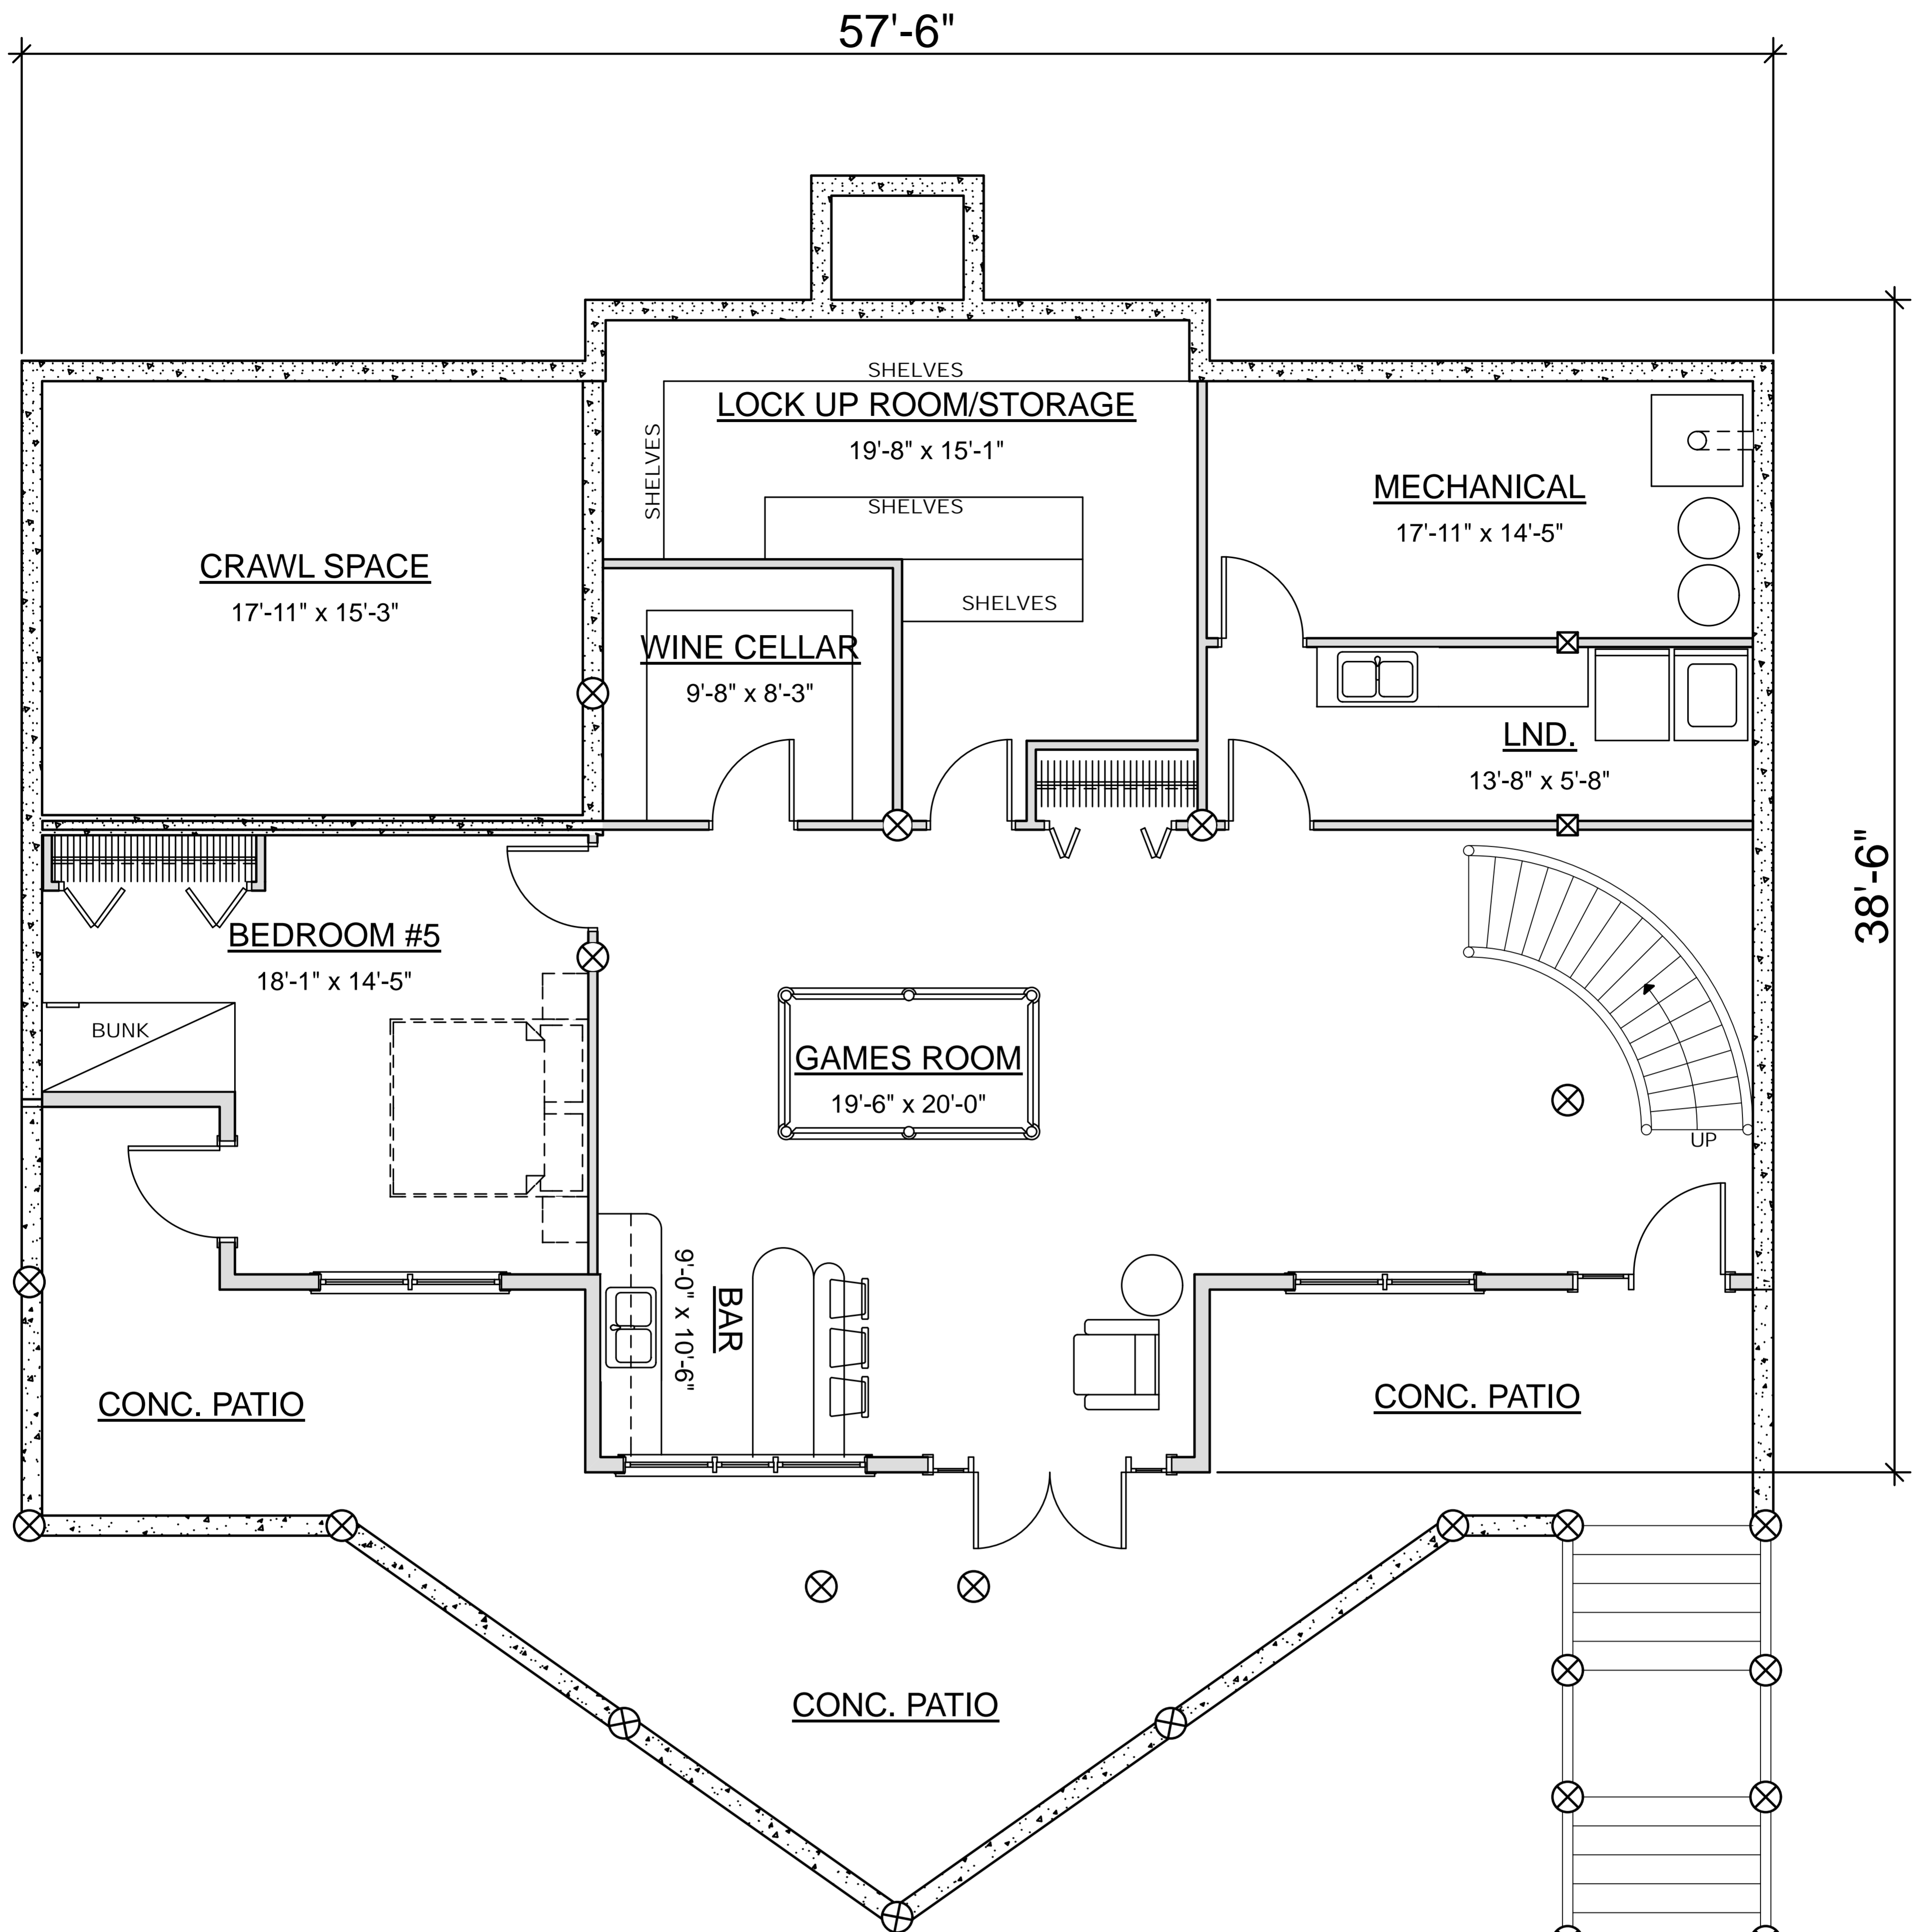 57'-6"
SHELVES
LOCK UP ROOM/STORAGE
19'-8" x 15'-1"
SHELVES
SHELVES
SHELVES
MECHANICAL
17'-11" x 14'-5"
CRAWL SPACE
17'-11" x 15'-3"
WINE CELLAR
9'-8" x 8'-3"
LND.
13'-8" x 5'-8"
38'-6"
BEDROOM #5
18'-1" x 14'-5"
BUNK
GAMES ROOM
19'-6" x 20'-0"
UP
BAR
9'-0" x 10'-6"
CONC. PATIO
CONC. PATIO
CONC. PATIO